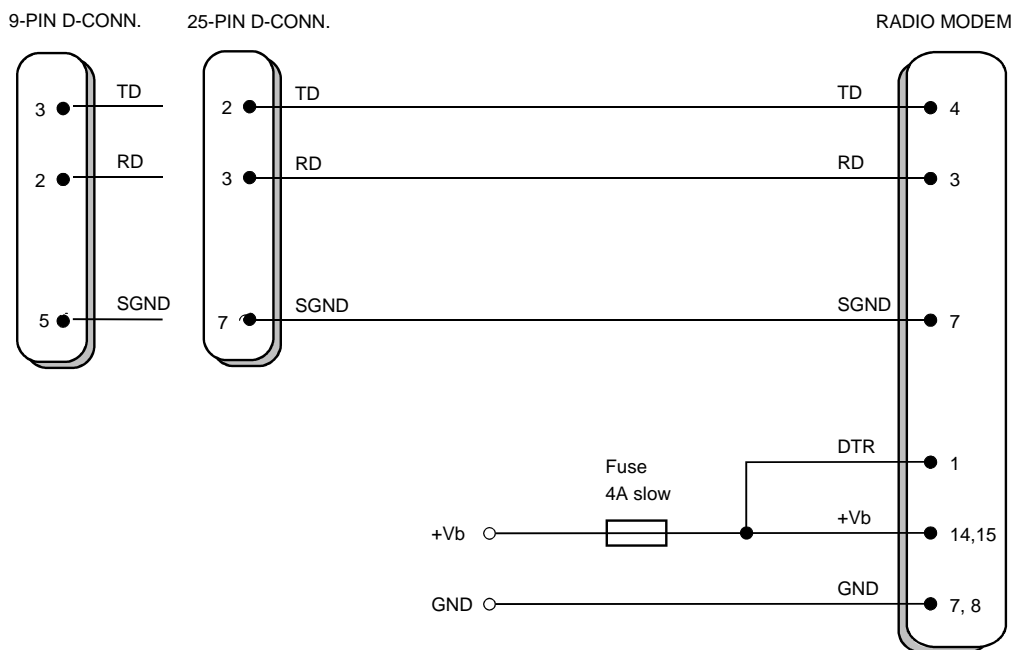 9-PIN D-CONN. 25-PIN D-CONN. RADIO MODEM
3 TD 2 TD TD 4
2 RD 3 RD RD 3
5 SGND 7 SGND SGND 7
DTR 1
Fuse
4A slow
+Vb +Vb 14,15
GND GND 7, 8